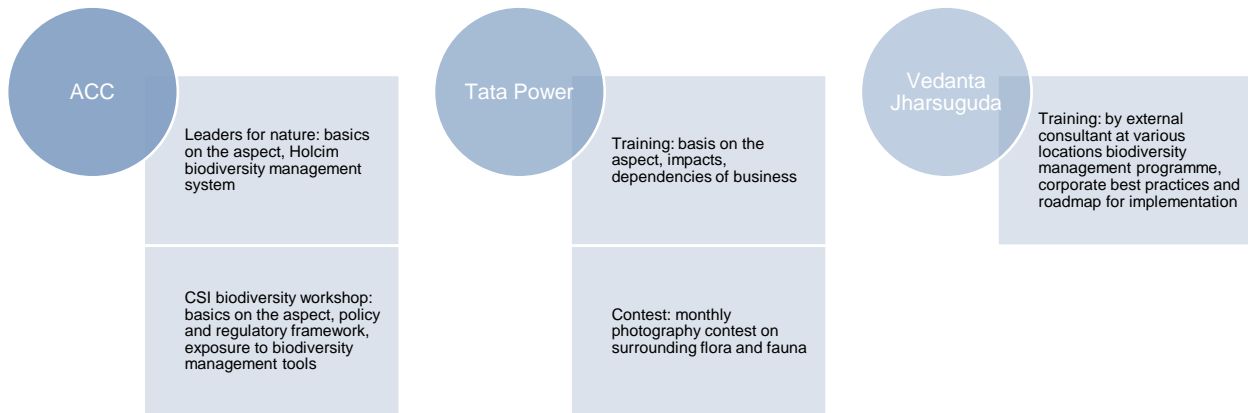 ACC
Leaders for nature: basics
on the aspect, Holcim
biodiversity management
system
CSI biodiversity workshop:
basics on the aspect, policy
and regulatory framework,
exposure to biodiversity
management tools
Tata Power
Training: basis on the
aspect, impacts,
dependencies of business
Contest: monthly
photography contest on
surrounding flora and fauna
Vedanta
Jharsuguda
Training: by external
consultant at various
locations biodiversity
management programme,
corporate best practices and
roadmap for implementation